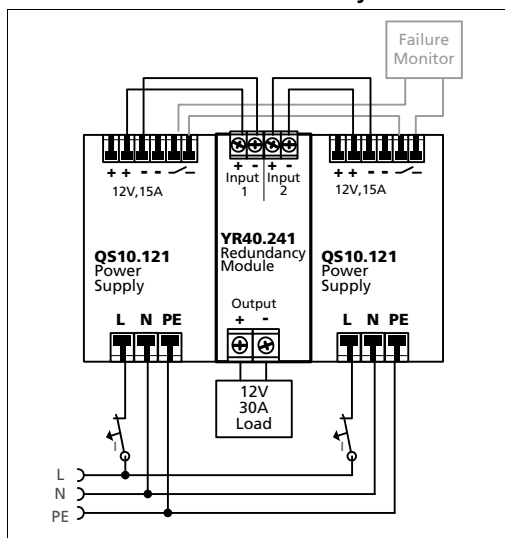 Failure
Monitor
+ + - -
12V,15A
+ - + -
Input Input
1 2
+ + - -
12V,15A
QS10.121
Power
Supply
YR40.241
Redundancy
Module
QS10.121
Power
Supply
Output
+ -
L N PE
L N PE
12V
30A
Load
I
I
L
N
PE